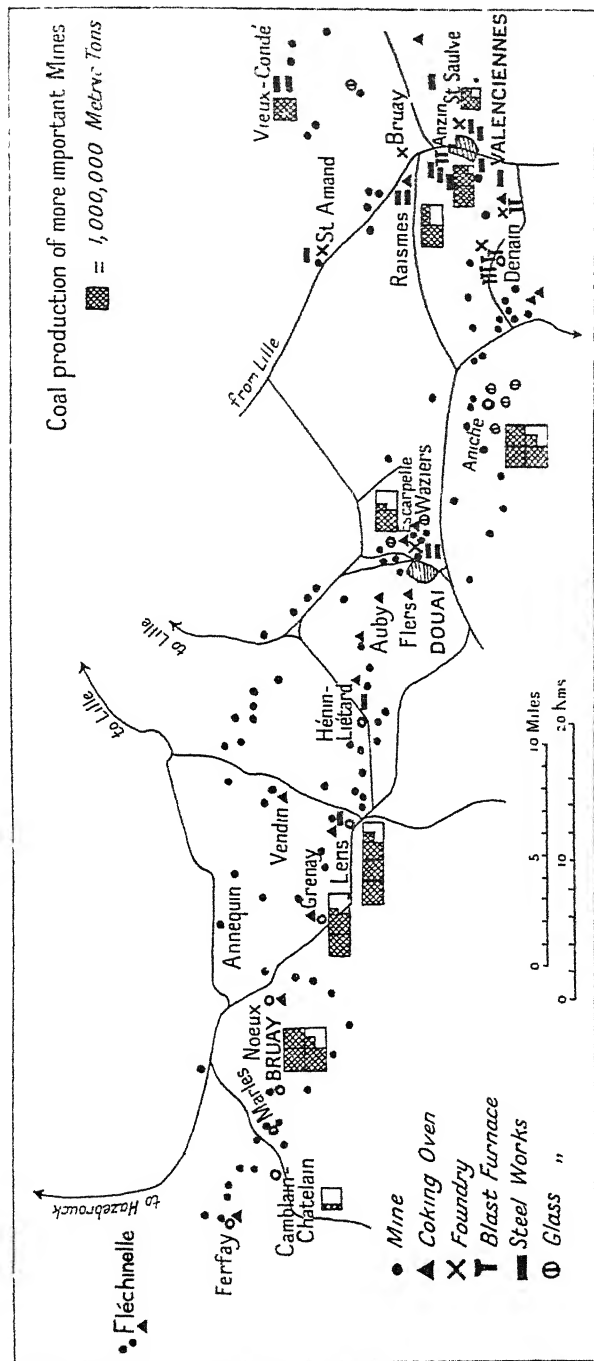 Coal production of more important Mines
= 1,000,000 Metric Tons
to Hazebrouck
to Lille
to Lille
from Lille
Fléchinelle
Ferfay
Camblain-
Châtelain
Marles
Noeux
BRUAY
Annequin
Grenay
Vendin
Lens
Hénin-
Liétard
Auby
Flers
DOUAI
Escarpelle
Waziers
Aniche
St Amand
Vieux-Condé
Bruay
Raismes
Anzin
St Saulve
VALENCIENNES
Denain
Mine
Coking Oven
Foundry
Blast Furnace
Steel Works
Glass „
0 5 10 Miles
0 10 20 Kms